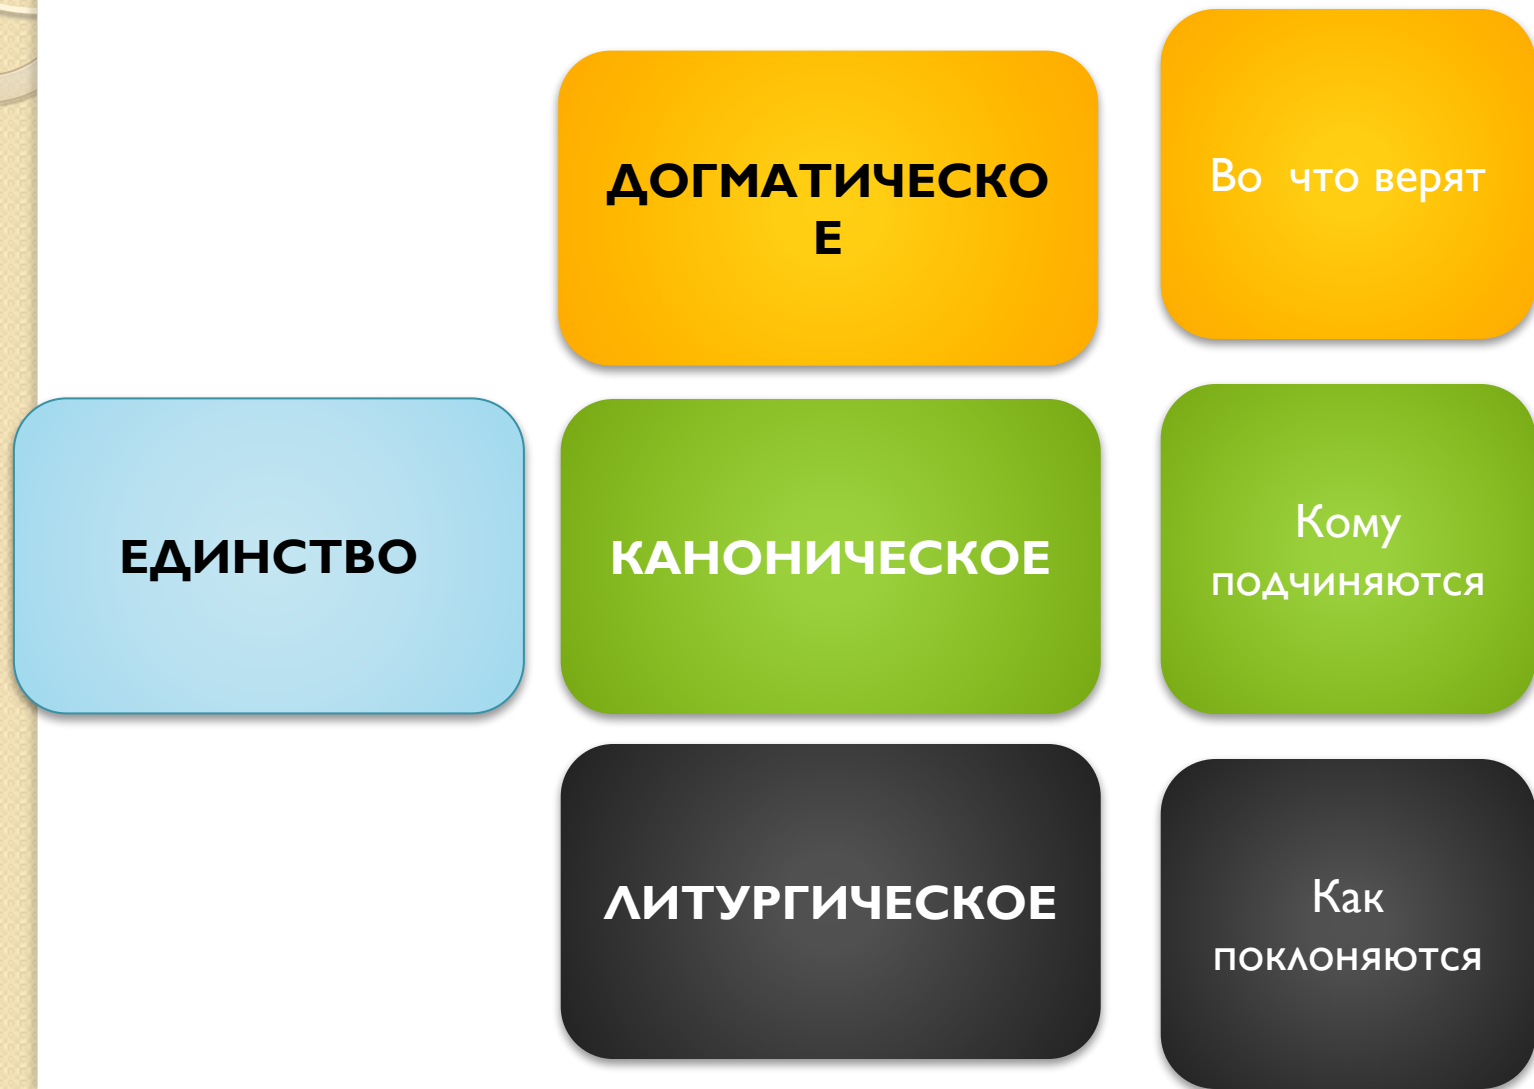 ДОГМАТИЧЕСКО
Е
Во что верят
ЕДИНСТВО
КАНОНИЧЕСКОЕ
Кому
подчиняются
ЛИТУРГИЧЕСКОЕ
Как
поклоняются